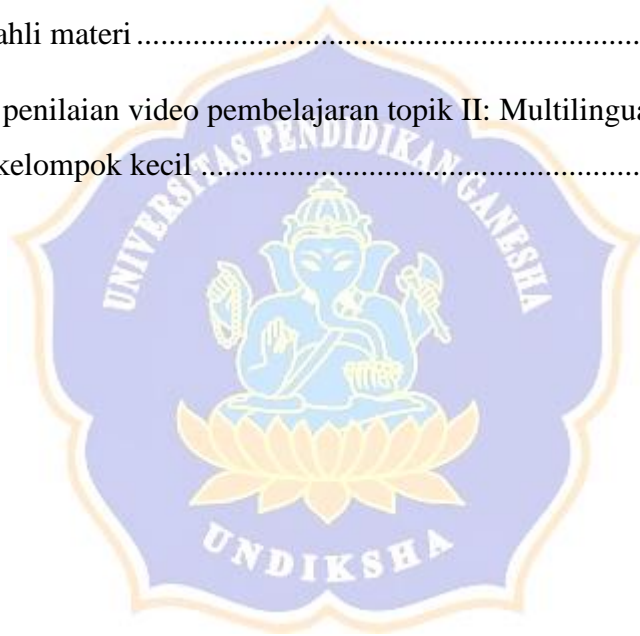 ahli materi ................................................................
penilaian video pembelajaran topik II: Multilingua
kelompok kecil .......................................................
UNIVERSITAS PENDIDIKAN GANESHA
UNDIKSHA